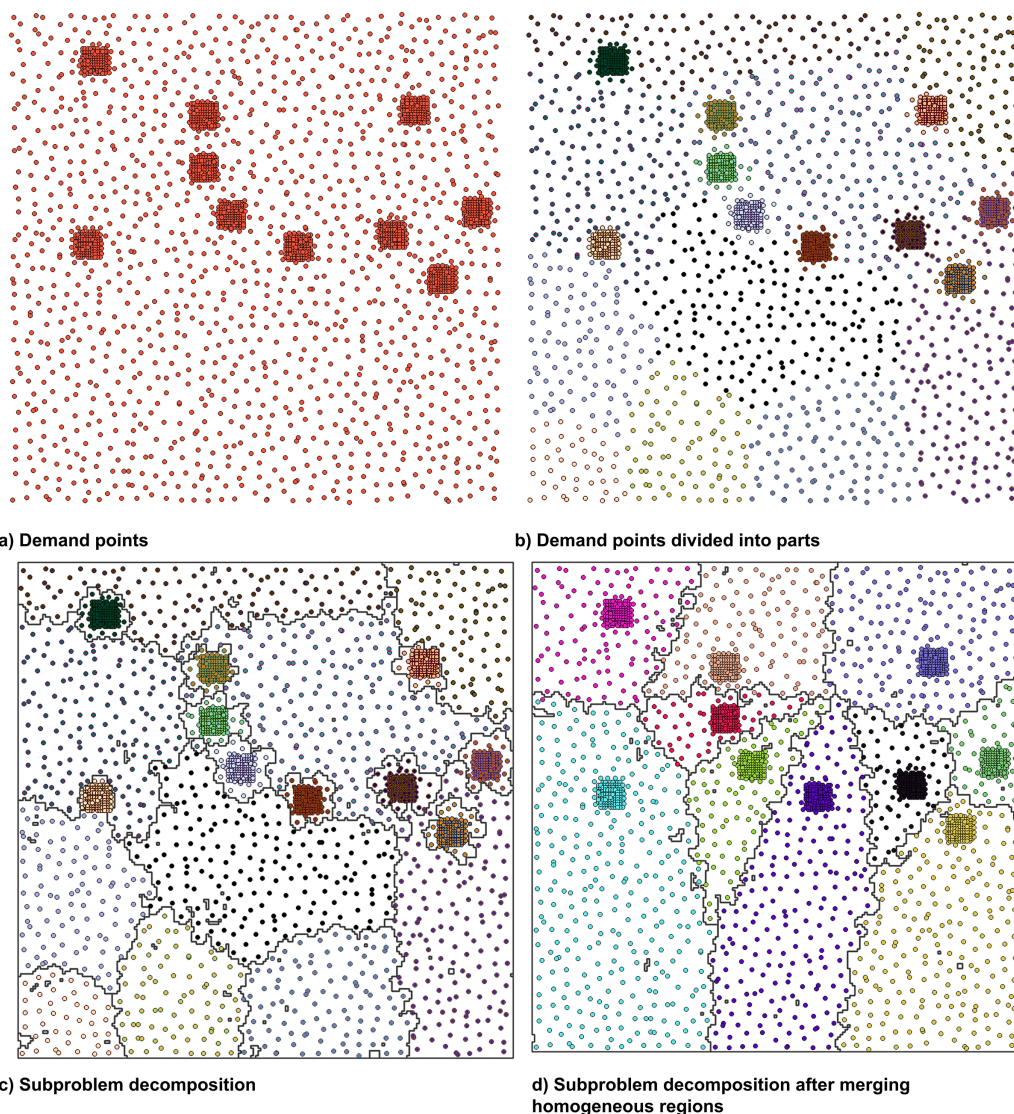 a) Demand points
b) Demand points divided into parts
c) Subproblem decomposition
d) Subproblem decomposition after merging
homogeneous regions